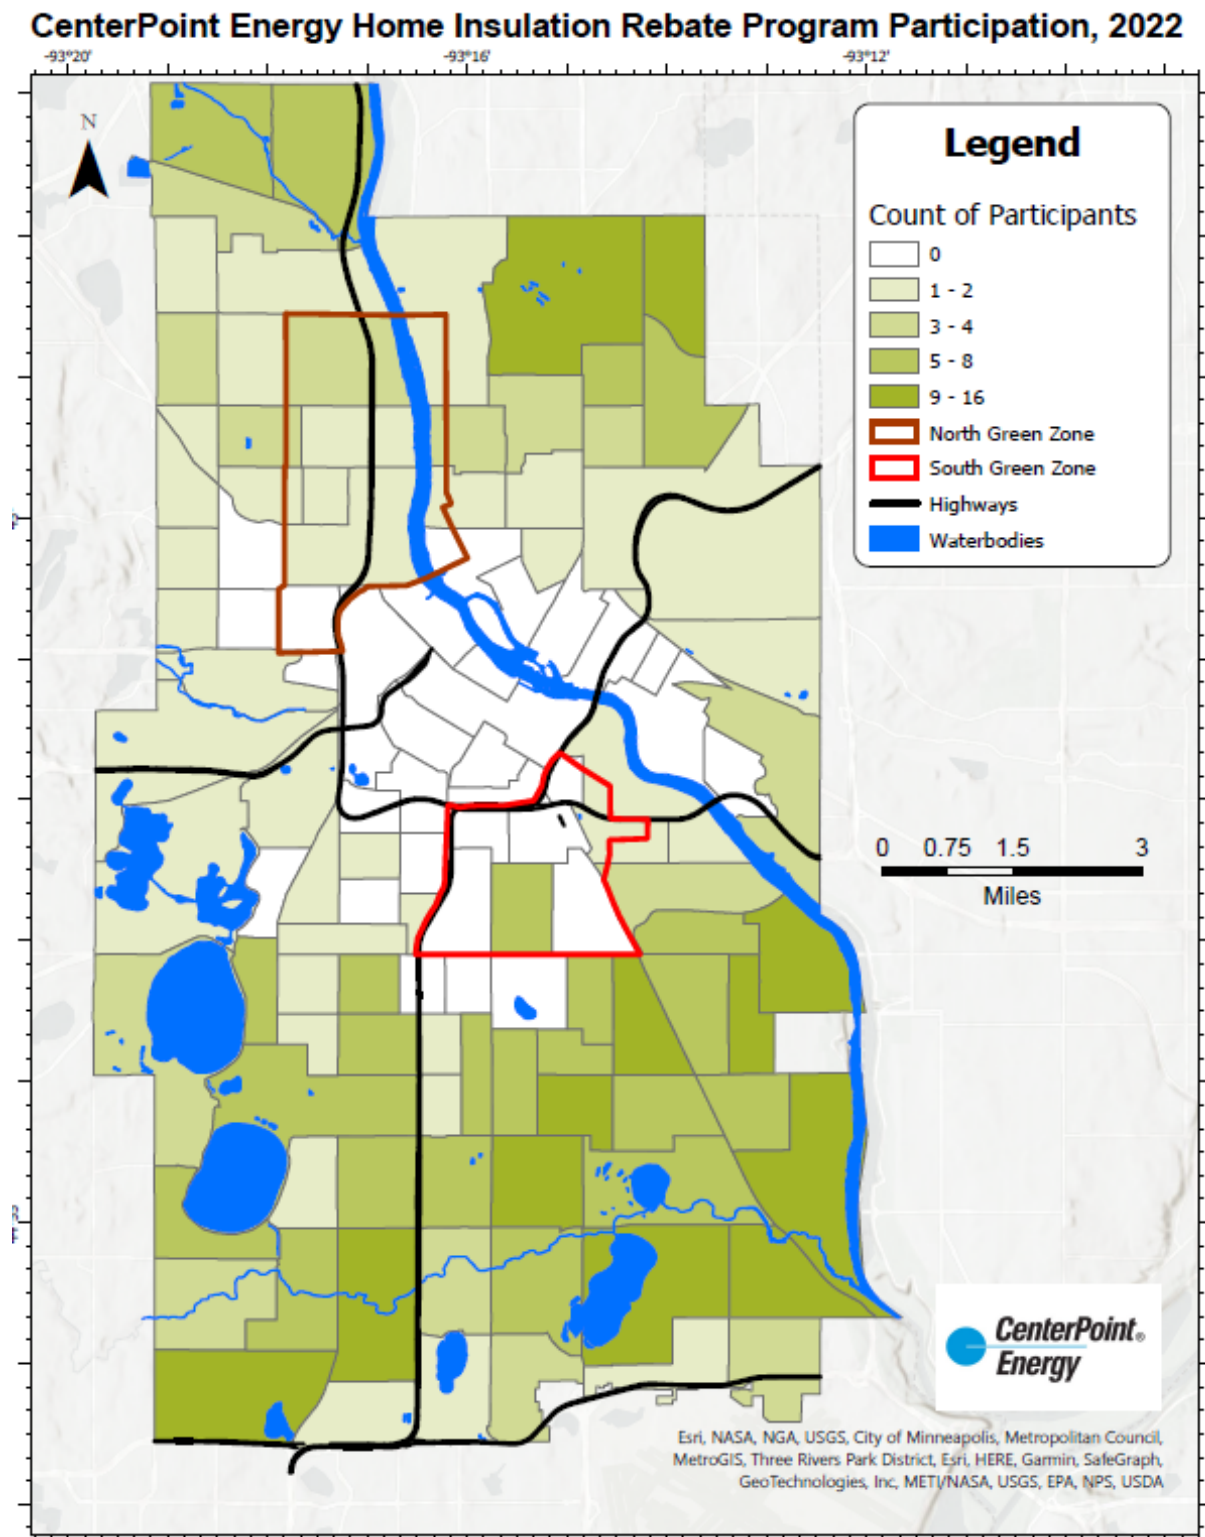 CenterPoint Energy Home Insulation Rebate Program Participation, 2022
-93°20'
-93°16'
-93°12'
N
Legend
Count of Participants
0
1 - 2
3 - 4
5 - 8
9 - 16
North Green Zone
South Green Zone
Highways
Waterbodies
0 0.75 1.5 3
Miles
CenterPoint®
Energy
Esri, NASA, NGA, USGS, City of Minneapolis, Metropolitan Council,
MetroGIS, Three Rivers Park District, Esri, HERE, Garmin, SafeGraph,
GeoTechnologies, Inc, METI/NASA, USGS, EPA, NPS, USDA